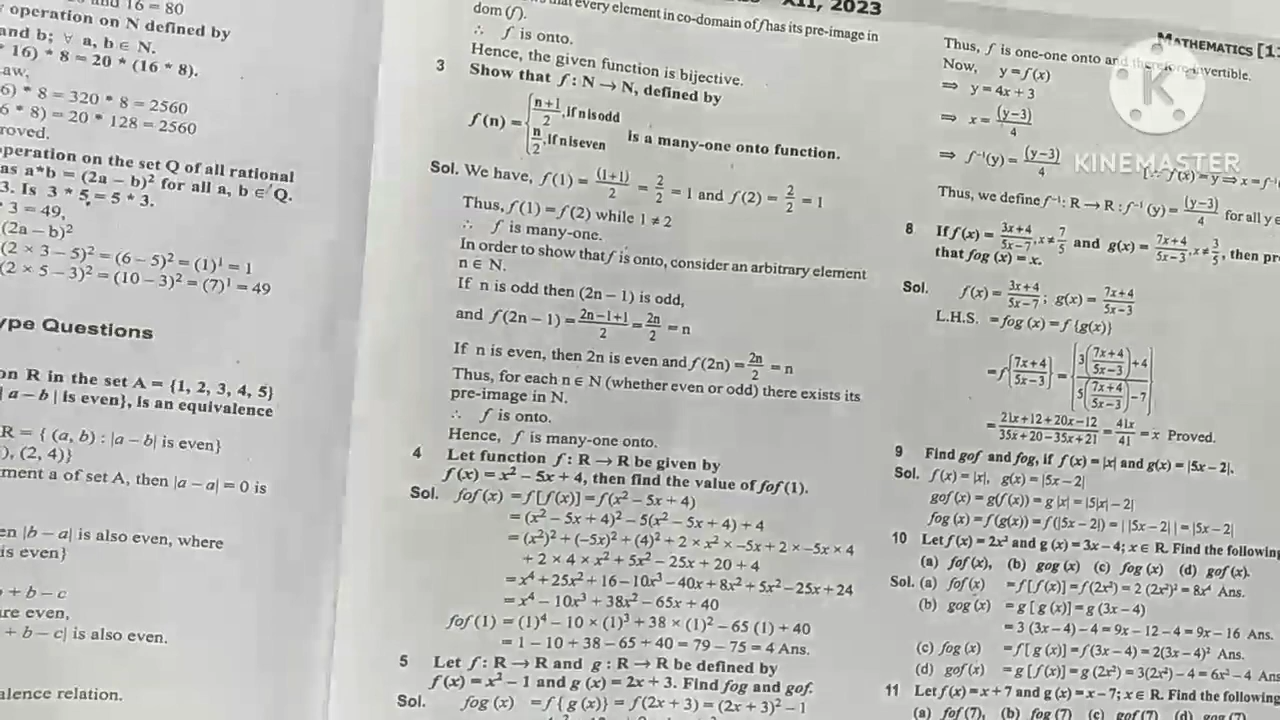 16 = 80
operation on N defined by
and b; ∀ a, b ∈ N.
* 16) * 8 = 20 * (16 * 8).
aw,
6) * 8 = 320 * 8 = 2560
6 * 8) = 20 * 128 = 2560
roved.
peration on the set Q of all rational
as a*b = (2a – b)² for all a, b ∈ Q.
3. Is 3 * 5 = 5 * 3.
* 3 = 49,
(2a – b)²
(2 × 3 – 5)² = (6 – 5)² = (1)¹ = 1
(2 × 5 – 3)² = (10 – 3)² = (7)¹ = 49
ype Questions
on R in the set A = {1, 2, 3, 4, 5}
| a – b | is even}, is an equivalence
R = { (a, b) : |a – b| is even}
), (2, 4)}
ment a of set A, then |a – a| = 0 is
en |b – a| is also even, where
is even}
+ b – c
are even,
+ b – c| is also even.
alence relation.
XII, 2023
that every element in co-domain of f has its pre-image in
dom (f).
∴ f is onto.
Hence, the given function is bijective.
3 Show that f : N → N, defined by
f (n) = { n+1/2, if n is odd
n/2, if n is even is a many-one onto function.
Sol. We have, f(1) = (1+1)/2 = 2/2 = 1 and f(2) = 2/2 = 1
Thus, f(1) = f(2) while 1 ≠ 2
∴ f is many-one.
In order to show that f is onto, consider an arbitrary element
n ∈ N.
If n is odd then (2n – 1) is odd,
and f(2n – 1) = 2n–1+1/2 = 2n/2 = n
If n is even, then 2n is even and f(2n) = 2n/2 = n
Thus, for each n ∈ N (whether even or odd) there exists its
pre-image in N.
∴ f is onto.
Hence, f is many-one onto.
4 Let function f : R → R be given by
f (x) = x² – 5x + 4, then find the value of fof (1).
Sol. fof (x) = f [f(x)] = f(x² – 5x + 4)
= (x² – 5x + 4)² – 5(x² – 5x + 4) + 4
= (x²)² + (–5x)² + (4)² + 2 × x² × –5x + 2 × –5x × 4
+ 2 × 4 × x² + 5x² – 25x + 20 + 4
= x⁴ + 25x² + 16 – 10x³ – 40x + 8x² + 5x² – 25x + 24
= x⁴ – 10x³ + 38x² – 65x + 40
fof (1) = (1)⁴ – 10 × (1)³ + 38 × (1)² – 65 (1) + 40
= 1 – 10 + 38 – 65 + 40 = 79 – 75 = 4 Ans.
5 Let f : R → R and g : R → R be defined by
f (x) = x² – 1 and g (x) = 2x + 3. Find fog and gof.
Sol. fog (x) = f { g (x)} = f (2x + 3) = (2x + 3)² – 1
MATHEMATICS [1
Thus, f is one-one onto and therefore invertible.
Now, y = f (x)
⇒ y = 4x + 3
⇒ x = (y–3)/4
⇒ f⁻¹(y) = (y–3)/4
[∵ f(x) = y ⇒ x = f⁻¹
Thus, we define f⁻¹ : R → R : f⁻¹ (y) = (y–3)/4 for all y ∈
8 If f (x) = 3x+4/5x–7, x ≠ 7/5 and g(x) = 7x+4/5x–3, x ≠ 3/5, then pr
that fog (x) = x.
Sol. f(x) = 3x+4/5x–7 ; g(x) = 7x+4/5x–3
L.H.S. = fog (x) = f {g(x)}
= f[7x+4/5x–3] = [3(7x+4/5x–3)+4/5(7x+4/5x–3)–7]
= 21x+12+20x–12/35x+20–35x+21 = 41x/41 = x Proved.
9 Find gof and fog, if f (x) = |x| and g(x) = |5x – 2|.
Sol. f(x) = |x|, g(x) = |5x – 2|
gof (x) = g(f(x)) = g |x| = |5|x| – 2|
fog (x) = f (g(x)) = f(|5x – 2|) = | |5x – 2| | = |5x – 2|
10 Let f (x) = 2x² and g (x) = 3x – 4; x ∈ R. Find the following
(a) fof (x), (b) gog (x) (c) fog (x) (d) gof (x).
Sol. (a) fof (x) = f [ f (x)] = f (2x²) = 2 (2x²)² = 8x⁴ Ans.
(b) gog (x) = g [ g (x)] = g (3x – 4)
= 3 (3x – 4) – 4 = 9x – 12 – 4 = 9x – 16 Ans.
(c) fog (x) = f [ g (x)] = f (3x – 4) = 2(3x – 4)² Ans.
(d) gof (x) = g [ f (x)] = g (2x²) = 3(2x²) – 4 = 6x² – 4 Ans
11 Let f (x) = x + 7 and g (x) = x – 7; x ∈ R. Find the following
(a) fof (7), (b) fog (7) (c) gof (7) (d) gog (7)
K
KINEMASTER